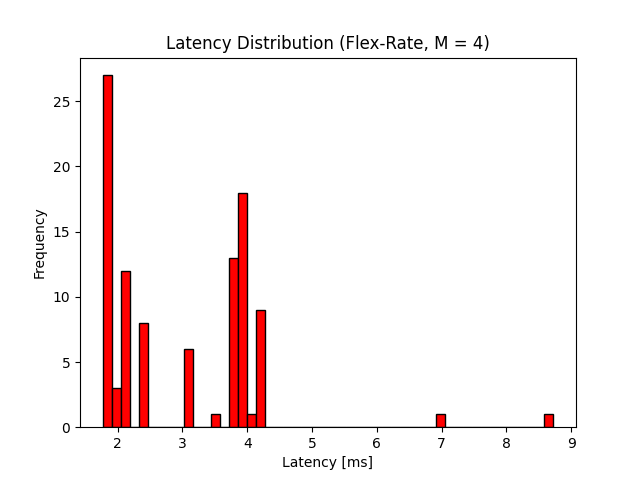 Latency Distribution (Flex-Rate, M = 4)
25
20
15
10
5
0
Frequency
2 3 4 5 6 7 8 9
Latency [ms]